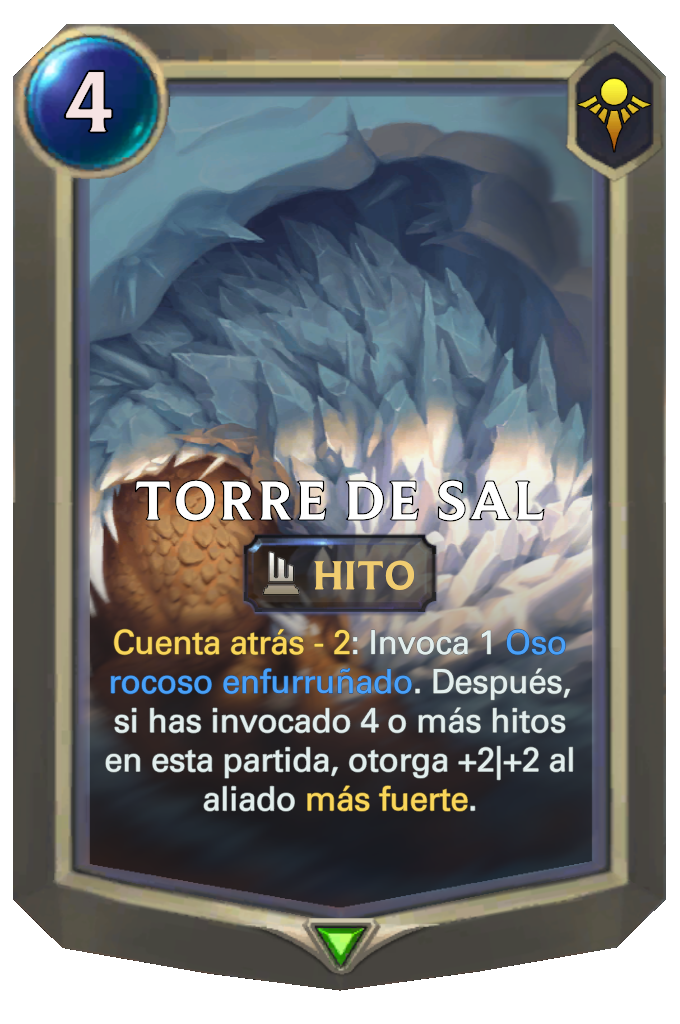 4
TORRE DE SAL
HITO
Cuenta atrás - 2: Invoca 1 Oso
rocoso enfurruñado. Después,
si has invocado 4 o más hitos
en esta partida, otorga +2|+2 al
aliado más fuerte.